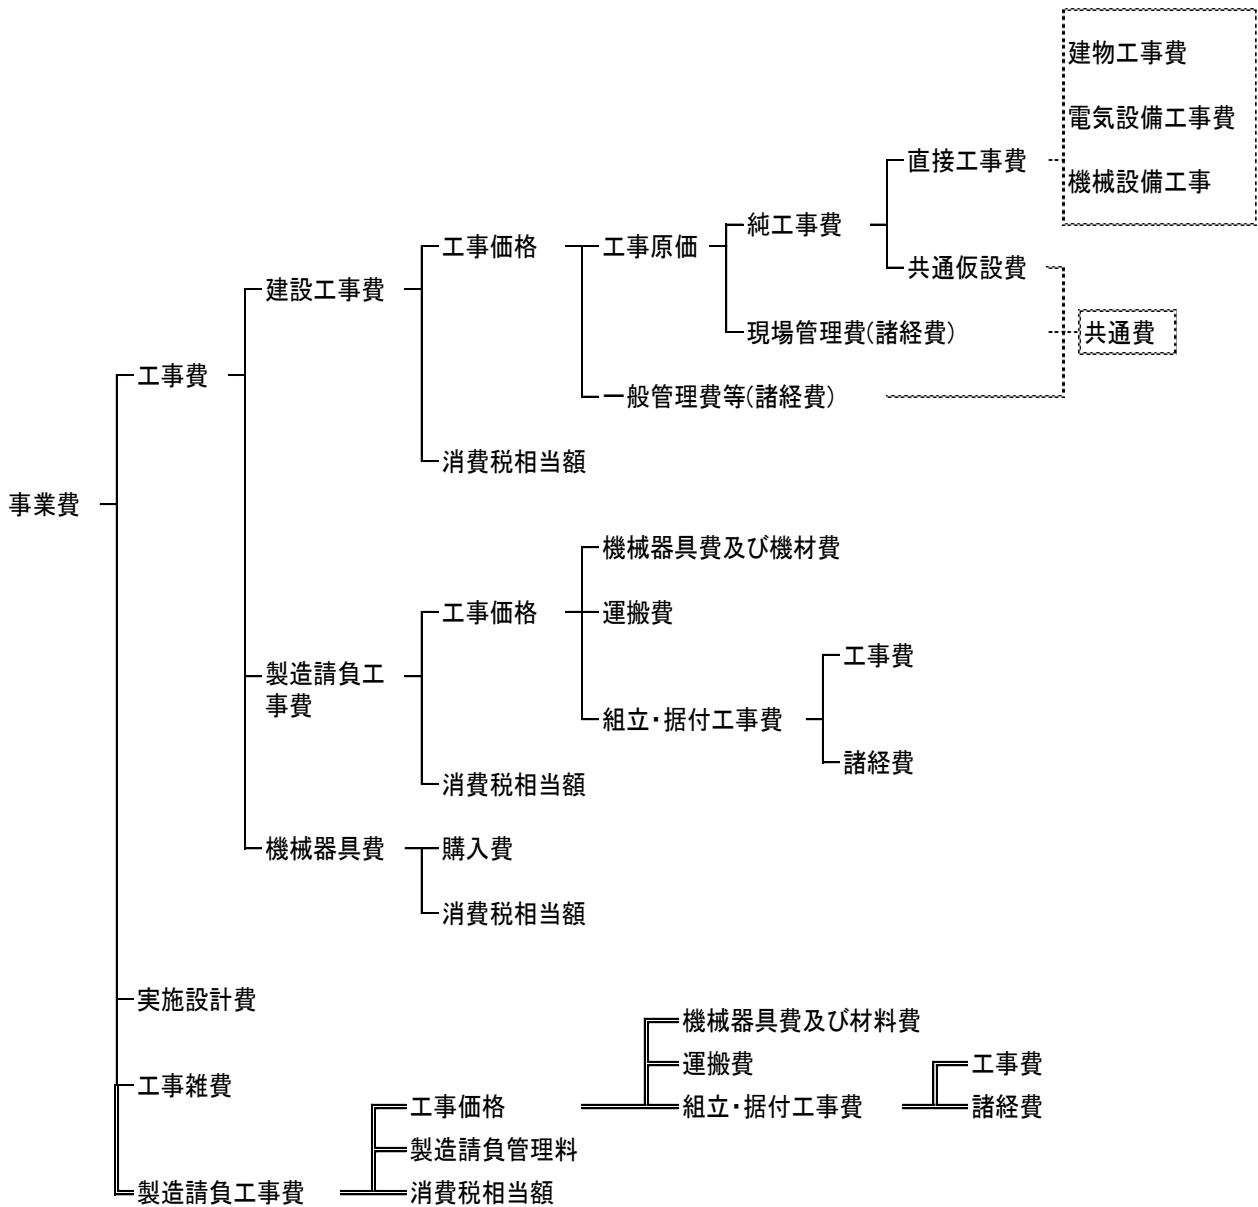 建物工事費
電気設備工事費
直接工事費
機械設備工事
純工事費
工事価格
工事原価
共通仮設費
建設工事費
現場管理費(諸経費)
共通費
工事費
一般管理費等(諸経費)
消費税相当額
事業費
機械器具費及び機材費
工事価格
運搬費
工事費
製造請負工
事費
組立・据付工事費
諸経費
消費税相当額
機械器具費
購入費
消費税相当額
実施設計費
機械器具費及び材料費
運搬費
工事費
工事雑費
工事価格
組立・据付工事費
諸経費
製造請負管理料
製造請負工事費
消費税相当額